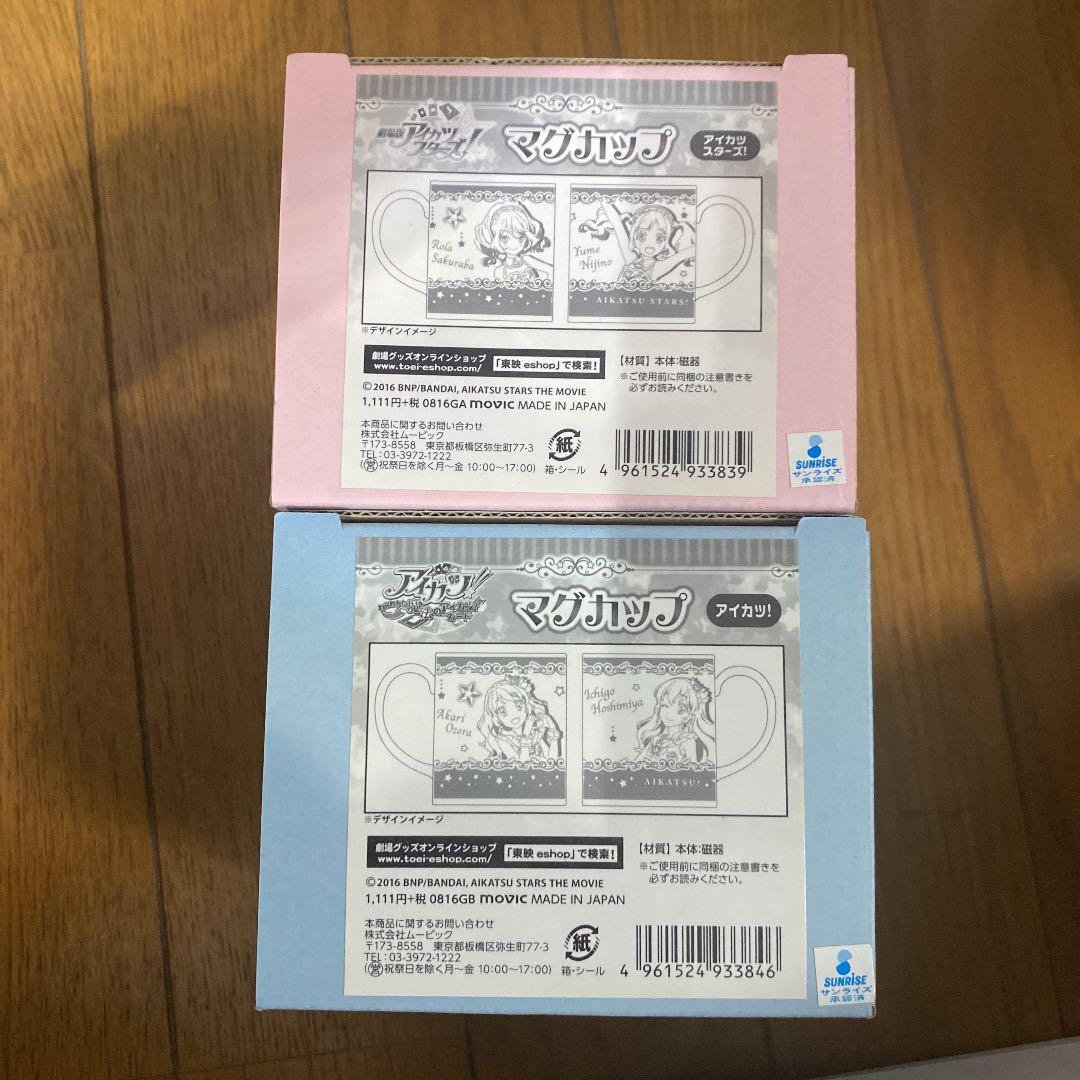 劇場版 アイカツスターズ!
マグカップ
アイカツ
スターズ!
Rola
Sakuraba
Yume
Nijino
AIKATSU STARS!
※デザインイメージ
劇場グッズオンラインショップ
www.toei-eshop.com/
「東映 eshop」で検索!
【材質】本体:磁器
※ご使用前に同梱の注意書きを
必ずお読みください。
©2016 BNP/BANDAI, AIKATSU STARS THE MOVIE
1,111円+税 0816GA movic MADE IN JAPAN
本商品に関するお問い合わせ
株式会社ムービック
〒173-8558 東京都板橋区弥生町77-3
TEL:03-3972-1222
(営祝祭日を除く月〜金 10:00〜17:00)
紙
箱・シール
4 961524 933839
SUNRISE
サンライズ
承認済
アイカツ!
ねらわれた魔法のアイカツ!カード
マグカップ
アイカツ!
Akari
Ozora
Ichigo
Hoshimiya
AIKATSU!
※デザインイメージ
劇場グッズオンラインショップ
www.toei-eshop.com/
「東映 eshop」で検索!
【材質】本体:磁器
※ご使用前に同梱の注意書きを
必ずお読みください。
©2016 BNP/BANDAI, AIKATSU STARS THE MOVIE
1,111円+税 0816GB movic MADE IN JAPAN
本商品に関するお問い合わせ
株式会社ムービック
〒173-8558 東京都板橋区弥生町77-3
TEL:03-3972-1222
(営祝祭日を除く月〜金 10:00〜17:00)
紙
箱・シール
4 961524 933846
SUNRISE
サンライズ
承認済